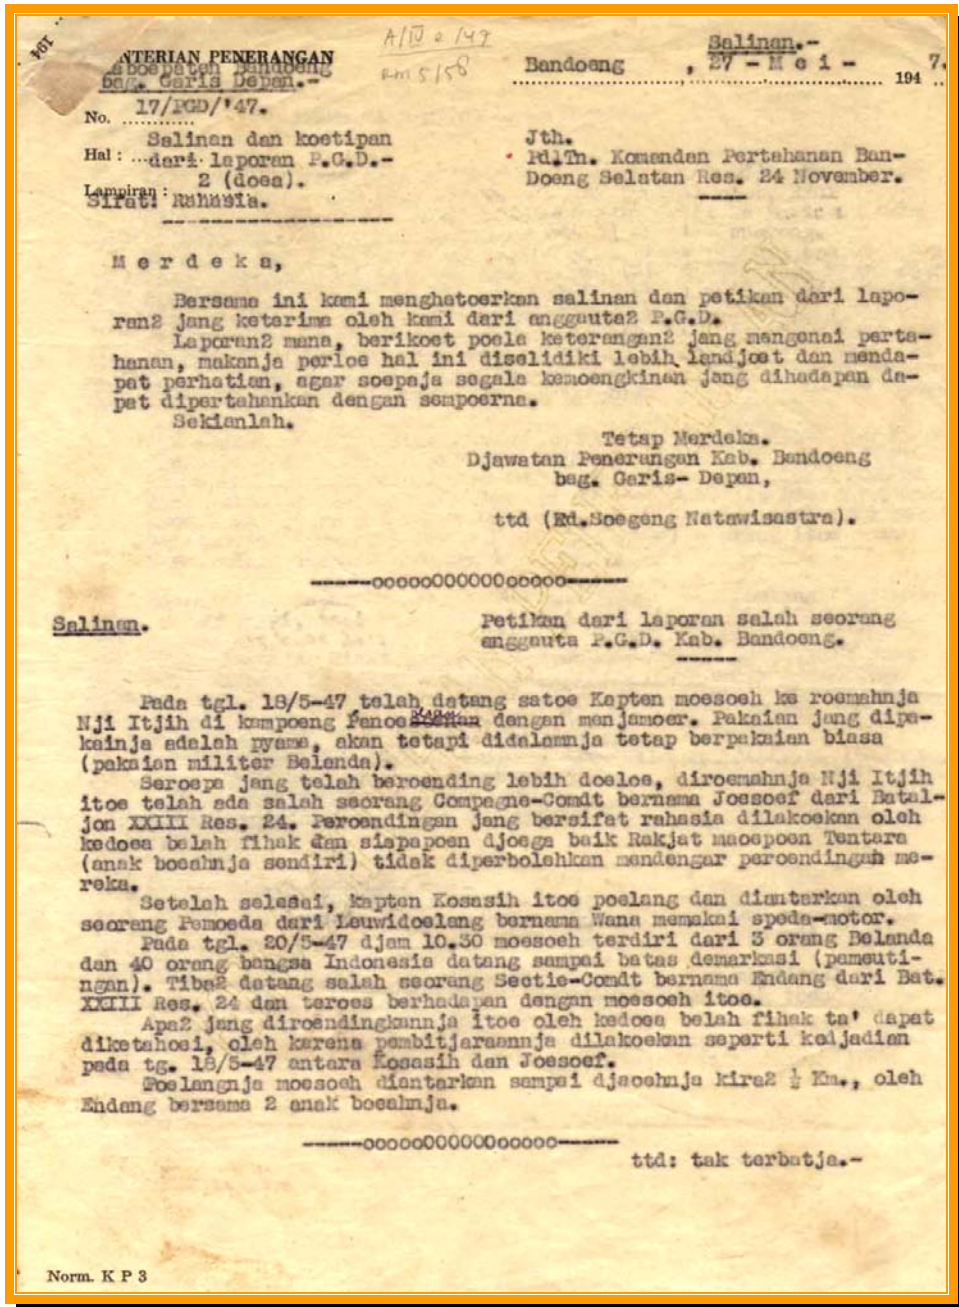 194
A/IV e/47
RM 5/58
NTERIAN PENERANGAN
Kaboepaten Bandoeng
bag. Garis Depan.-
Salinan.-
Bandoeng , 27 - M e i - 1947.
No. 17/PGD/'47.
Hal : Salinan dan koetipan
dari laporan P.G.D.-
Lampiran : 2 (doea).
Sifat: Rahasia.
Jth.
Pd.Tn. Komandan Pertahanan Ban-
Doeng Selatan Res. 24 November.
M e r d e k a,
Bersama ini kami menghatoerkan salinan dan petikan dari lapo-
ran2 jang keterima oleh kami dari anggauta2 P.G.D.
Laporan2 mana, berikoet poela keterangan2 jang mengenai perta-
hanan, makanja perloe hal ini diselidiki lebih landjoet dan menda-
pat perhatian, agar soepaja segala kemoengkinan jang dihadapan da-
pat dipertahankan dengan sempoerna.
Sekianlah.
Tetap Merdeka.
Djawatan Penerangan Kab. Bandoeng
bag. Garis- Depan,
ttd (Ed.Soegeng Natawisastra).
------oooooOOOOOOooooo------
Salinan.
Petikan dari laporan salah seorang
anggauta P.G.D. Kab. Bandoeng.
Pada tgl. 18/5-47 telah datang satoe Kapten moesoeh ke roemahnja
Nji Itjih di kampoeng dengan menjamoer. Pakaian jang dipa-
kainja adalah pyama, akan tetapi didalamnja tetap berpakaian biasa
(pakaian militer Belanda).
Seroepa jang telah beroending lebih doeloe, diroemahnja Nji Itjih
itoe telah ada salah seorang Compagne-Comdt bernama Joesoef dari Batal-
jon XXIII Res. 24. Peroendingan jang bersifat rahasia dilakoekan oleh
kedoea belah fihak dan siapapoen djoega baik Rakjat maoepoen Tentara
(anak boeahnja sendiri) tidak diperbolehkan mendengar peroendingan me-
reka.
Setelah selesai, kapten Kosasih itoe poelang dan diantarkan oleh
seorang Pemoeda dari Leuwidoelang bernama Wana memakai speda-motor.
Pada tgl. 20/5-47 djam 10.30 moesoeh terdiri dari 3 orang Belanda
dan 40 orang bangsa Indonesia datang sampai batas demarkasi (pameuti-
ngan). Tiba2 datang salah seorang Sectie-Comdt bernama Endang dari Bat.
XXIII Res. 24 dan teroes berhadapan dengan moesoeh itoe.
Apa2 jang diroendingkannja itoe oleh kedoea belah fihak ta' dapat
diketahoei, oleh karena pembitjaraannja dilakoekan seperti kedjadian
pada tg. 18/5-47 antara Kosasih dan Joesoef.
Poelangnja moesoeh diantarkan sampai djaoehnja kira2 ½ Km., oleh
Endang bersama 2 anak boeahnja.
------oooooOOOOOOooooo------
ttd: tak terbatja.-
Norm. K P 3